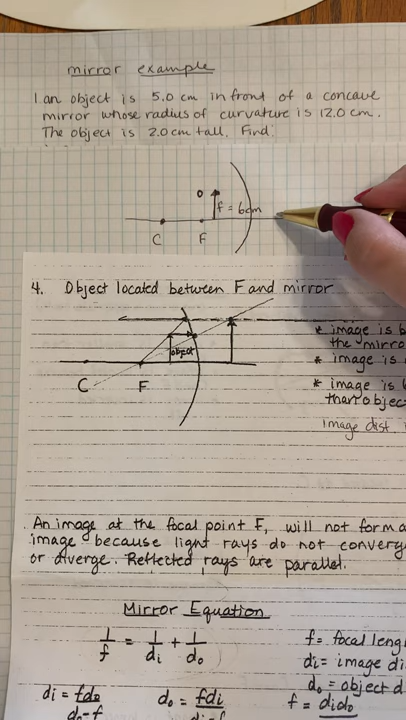 mirror example
1. an object is 5.0 cm in front of a concave
mirror whose radius of curvature is 12.0 cm.
The object is 2.0 cm tall. Find:
O
f = 6cm
C F
4. Object located between F and mirror
* image is b
the mirro
object
* image is
C F
* image is
than objec
Image dist.
An image at the focal point F, will not form a
image because light rays do not converg
or diverge. Reflected rays are parallel.
Mirror Equation
1/f = 1/di + 1/do
f = focal leng
di = image di
do = object d
di = fdo/do-f
do = fdi/di-f
f = dido